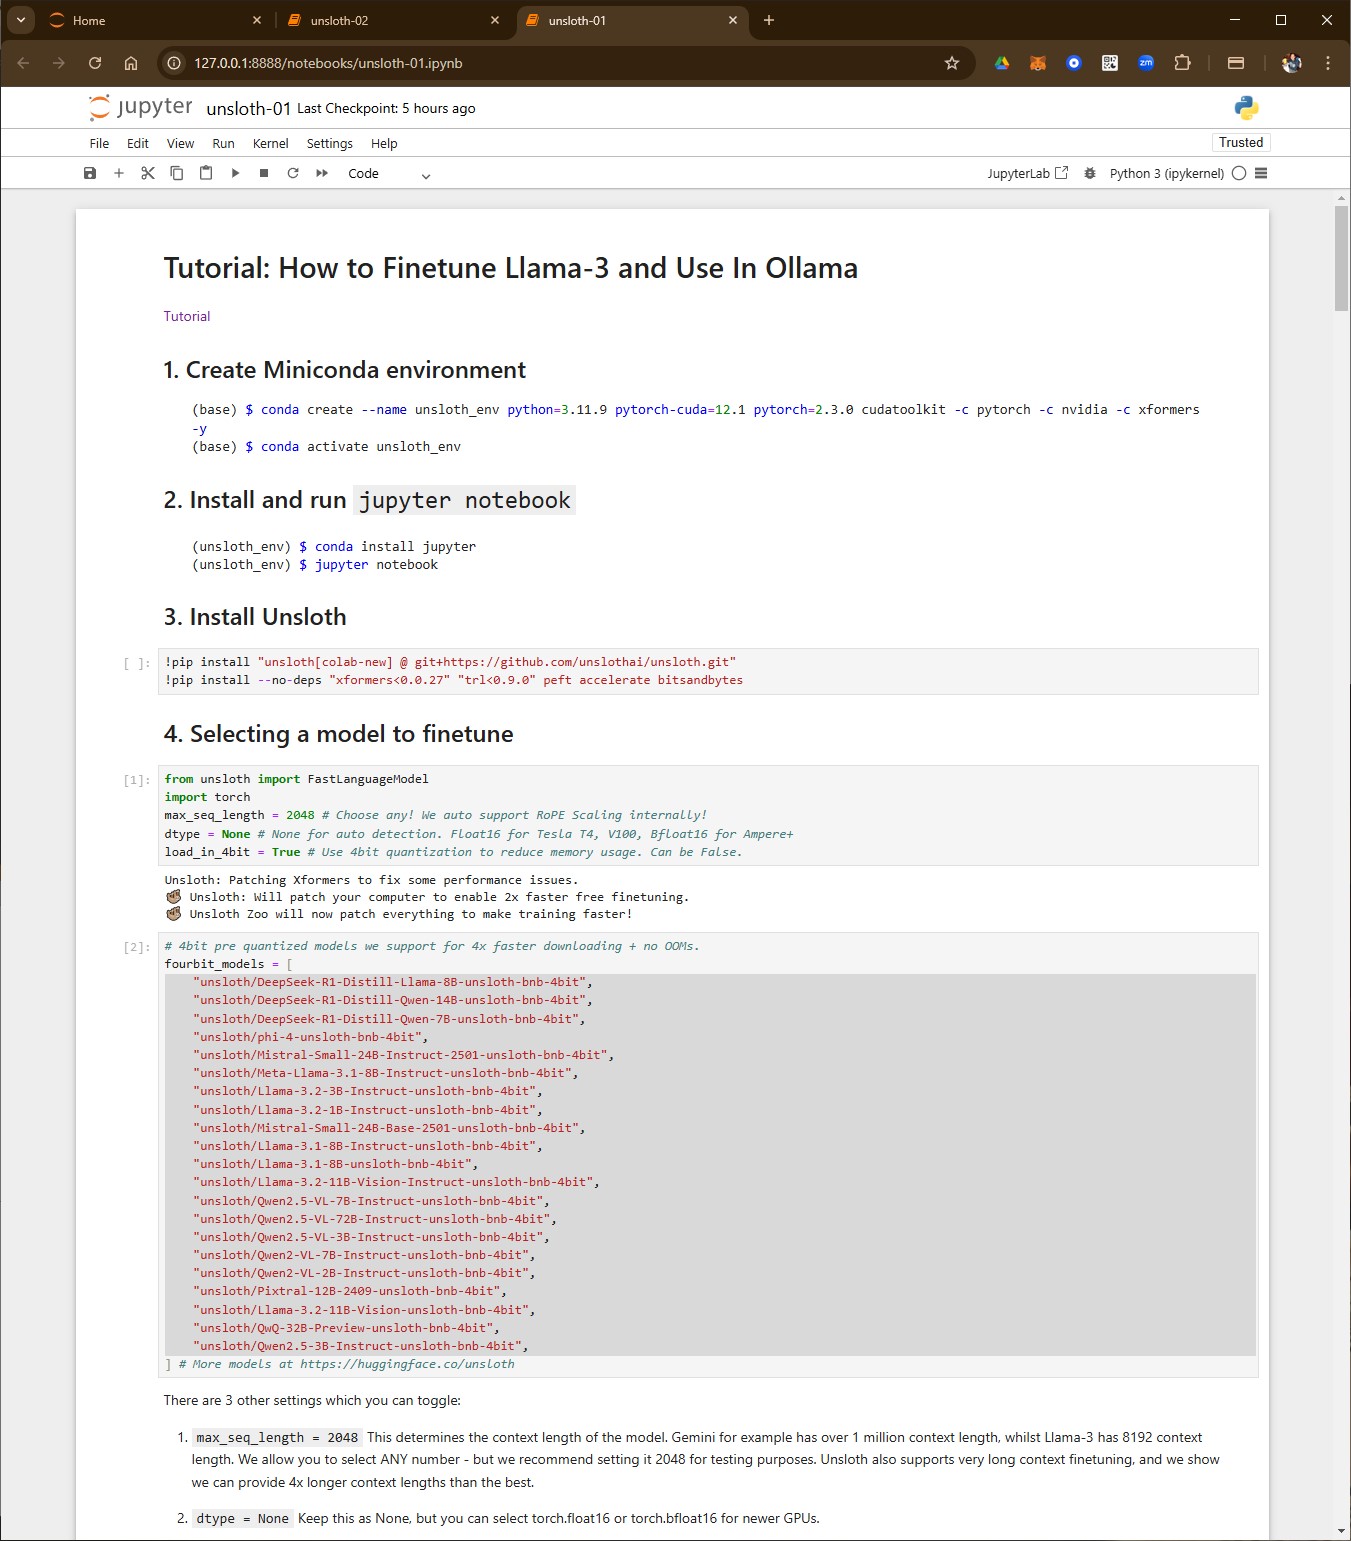 Home
unsloth-02
unsloth-01
127.0.0.1:8888/notebooks/unsloth-01.ipynb
zm
jupyter unsloth-01 Last Checkpoint: 5 hours ago
File Edit View Run Kernel Settings Help
Trusted
Code
JupyterLab
Python 3 (ipykernel)
Tutorial: How to Finetune Llama-3 and Use In Ollama
Tutorial
1. Create Miniconda environment
(base) $ conda create --name unsloth_env python=3.11.9 pytorch-cuda=12.1 pytorch=2.3.0 cudatoolkit -c pytorch -c nvidia -c xformers
-y
(base) $ conda activate unsloth_env
2. Install and run jupyter notebook
(unsloth_env) $ conda install jupyter
(unsloth_env) $ jupyter notebook
3. Install Unsloth
[ ]: !pip install "unsloth[colab-new] @ git+https://github.com/unslothai/unsloth.git"
!pip install --no-deps "xformers<0.0.27" "trl<0.9.0" peft accelerate bitsandbytes
4. Selecting a model to finetune
[1]: from unsloth import FastLanguageModel
import torch
max_seq_length = 2048 # Choose any! We auto support RoPE Scaling internally!
dtype = None # None for auto detection. Float16 for Tesla T4, V100, Bfloat16 for Ampere+
load_in_4bit = True # Use 4bit quantization to reduce memory usage. Can be False.
Unsloth: Patching Xformers to fix some performance issues.
🦥 Unsloth: Will patch your computer to enable 2x faster free finetuning.
🦥 Unsloth Zoo will now patch everything to make training faster!
[2]: # 4bit pre quantized models we support for 4x faster downloading + no OOMs.
fourbit_models = [
"unsloth/DeepSeek-R1-Distill-Llama-8B-unsloth-bnb-4bit",
"unsloth/DeepSeek-R1-Distill-Qwen-14B-unsloth-bnb-4bit",
"unsloth/DeepSeek-R1-Distill-Qwen-7B-unsloth-bnb-4bit",
"unsloth/phi-4-unsloth-bnb-4bit",
"unsloth/Mistral-Small-24B-Instruct-2501-unsloth-bnb-4bit",
"unsloth/Meta-Llama-3.1-8B-Instruct-unsloth-bnb-4bit",
"unsloth/Llama-3.2-3B-Instruct-unsloth-bnb-4bit",
"unsloth/Llama-3.2-1B-Instruct-unsloth-bnb-4bit",
"unsloth/Mistral-Small-24B-Base-2501-unsloth-bnb-4bit",
"unsloth/Llama-3.1-8B-Instruct-unsloth-bnb-4bit",
"unsloth/Llama-3.1-8B-unsloth-bnb-4bit",
"unsloth/Llama-3.2-11B-Vision-Instruct-unsloth-bnb-4bit",
"unsloth/Qwen2.5-VL-7B-Instruct-unsloth-bnb-4bit",
"unsloth/Qwen2.5-VL-72B-Instruct-unsloth-bnb-4bit",
"unsloth/Qwen2.5-VL-3B-Instruct-unsloth-bnb-4bit",
"unsloth/Qwen2-VL-7B-Instruct-unsloth-bnb-4bit",
"unsloth/Qwen2-VL-2B-Instruct-unsloth-bnb-4bit",
"unsloth/Pixtral-12B-2409-unsloth-bnb-4bit",
"unsloth/Llama-3.2-11B-Vision-unsloth-bnb-4bit",
"unsloth/QwQ-32B-Preview-unsloth-bnb-4bit",
"unsloth/Qwen2.5-3B-Instruct-unsloth-bnb-4bit",
] # More models at https://huggingface.co/unsloth
There are 3 other settings which you can toggle:
1. max_seq_length = 2048 This determines the context length of the model. Gemini for example has over 1 million context length, whilst Llama-3 has 8192 context
length. We allow you to select ANY number - but we recommend setting it 2048 for testing purposes. Unsloth also supports very long context finetuning, and we show
we can provide 4x longer context lengths than the best.
2. dtype = None Keep this as None, but you can select torch.float16 or torch.bfloat16 for newer GPUs.